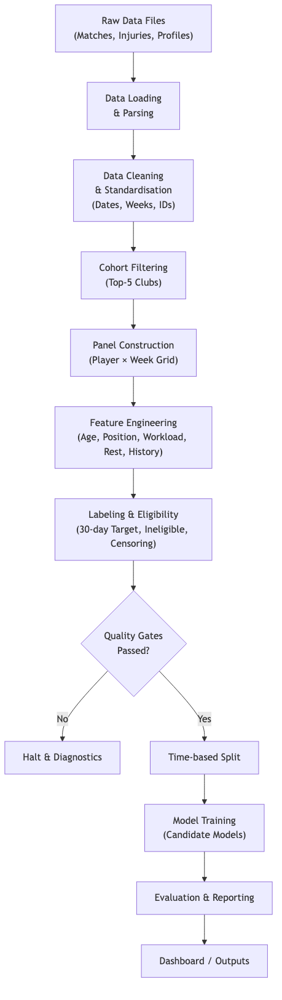 Raw Data Files
(Matches, Injuries, Profiles)
Data Loading
& Parsing
Data Cleaning
& Standardisation
(Dates, Weeks, IDs)
Cohort Filtering
(Top-5 Clubs)
Panel Construction
(Player × Week Grid)
Feature Engineering
(Age, Position, Workload,
Rest, History)
Labeling & Eligibility
(30-day Target, Ineligible,
Censoring)
Quality Gates
Passed?
No
Yes
Halt & Diagnostics
Time-based Split
Model Training
(Candidate Models)
Evaluation & Reporting
Dashboard / Outputs